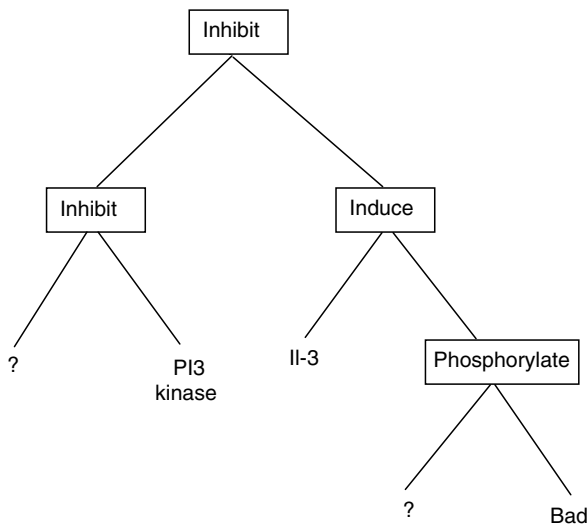 Inhibit
Inhibit
Induce
?
PI3
kinase
Il-3
Phosphorylate
?
Bad